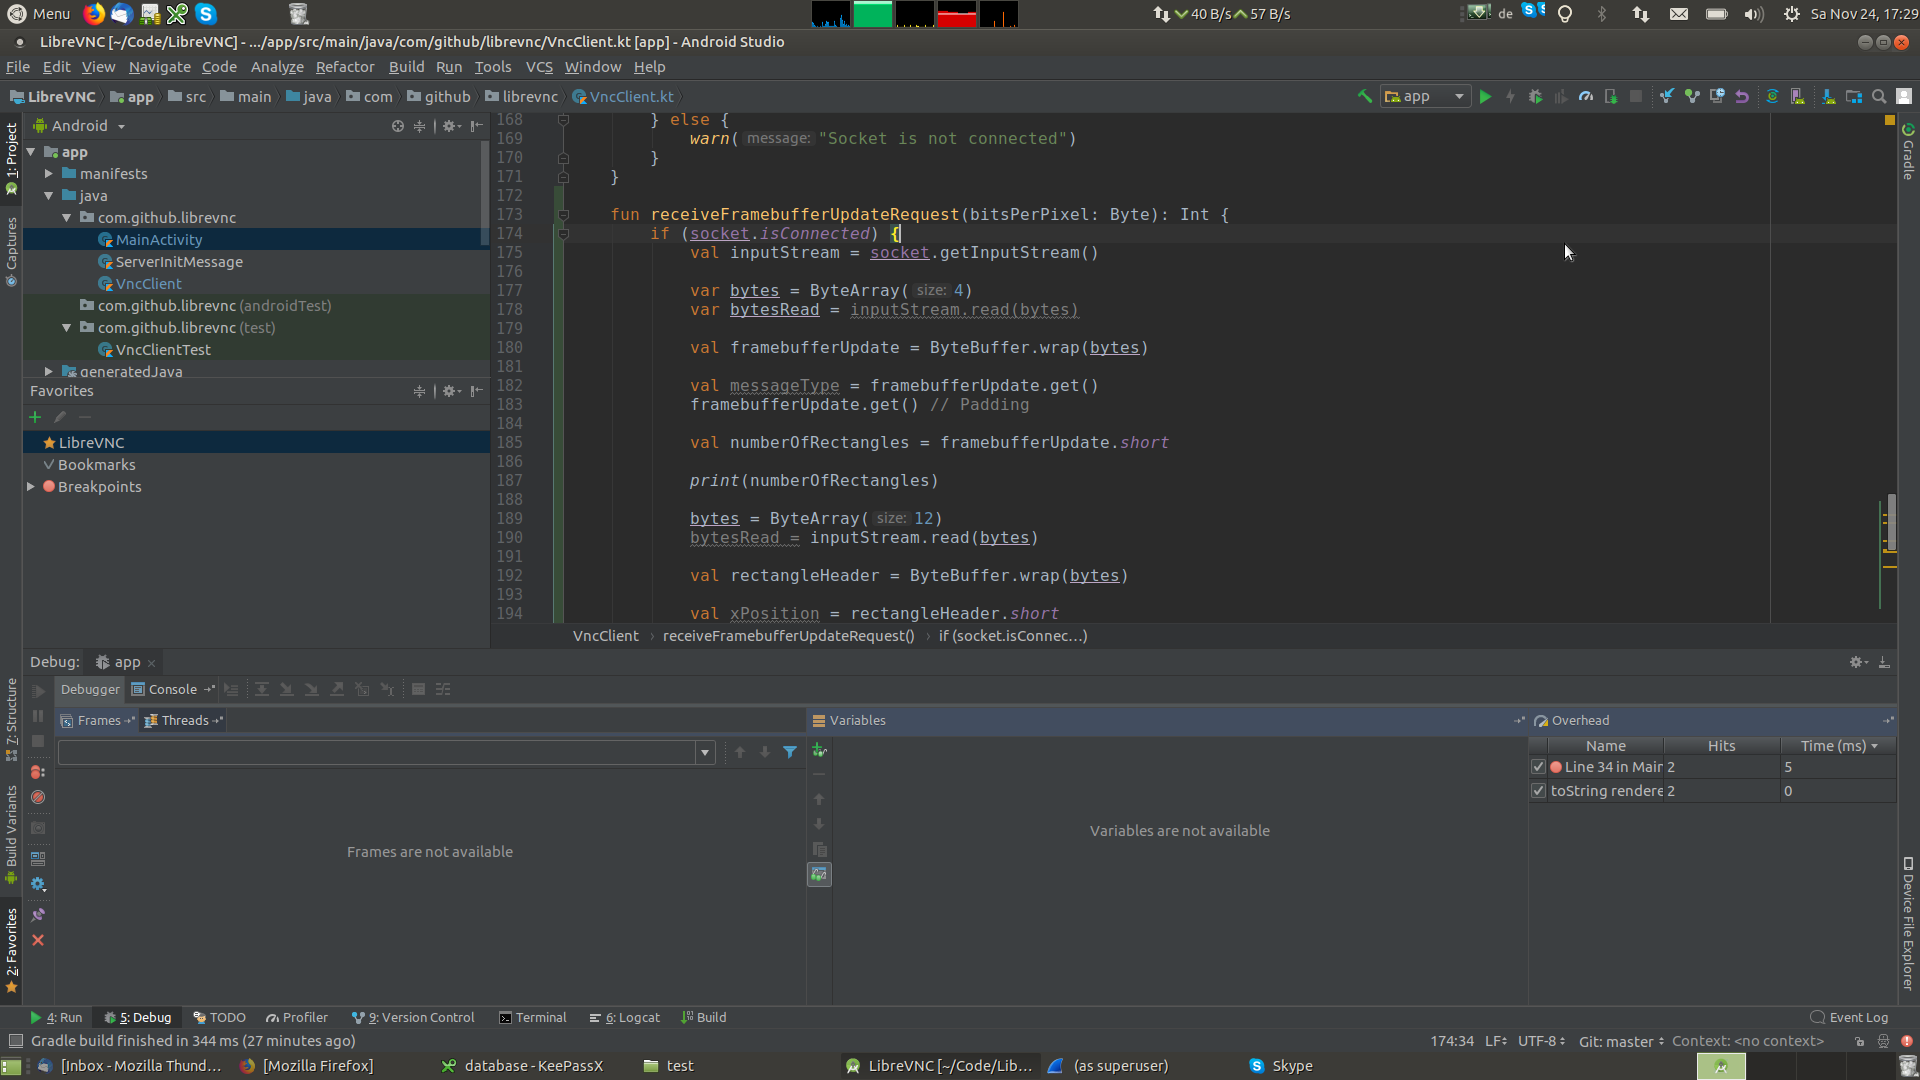 Menu
40 B/s 57 B/s
de
Sa Nov 24, 17:29
LibreVNC [~/Code/LibreVNC] - .../app/src/main/java/com/github/librevnc/VncClient.kt [app] - Android Studio
File Edit View Navigate Code Analyze Refactor Build Run Tools VCS Window Help
LibreVNC app src main java com github librevnc VncClient.kt
app
1: Project
Captures
7: Structure
Build Variants
2: Favorites
Android
app
manifests
java
com.github.librevnc
MainActivity
ServerInitMessage
VncClient
com.github.librevnc (androidTest)
com.github.librevnc (test)
VncClientTest
generatedJava
Favorites
LibreVNC
Bookmarks
Breakpoints
168 } else {
169 warn( message: "Socket is not connected")
170 }
171 }
172
173 fun receiveFramebufferUpdateRequest(bitsPerPixel: Byte): Int {
174 if (socket.isConnected) {
175 val inputStream = socket.getInputStream()
176
177 var bytes = ByteArray( size: 4)
178 var bytesRead = inputStream.read(bytes)
179
180 val framebufferUpdate = ByteBuffer.wrap(bytes)
181
182 val messageType = framebufferUpdate.get()
183 framebufferUpdate.get() // Padding
184
185 val numberOfRectangles = framebufferUpdate.short
186
187 print(numberOfRectangles)
188
189 bytes = ByteArray( size: 12)
190 bytesRead = inputStream.read(bytes)
191
192 val rectangleHeader = ByteBuffer.wrap(bytes)
193
194 val xPosition = rectangleHeader.short
VncClient › receiveFramebufferUpdateRequest() › if (socket.isConnec...)
Gradle
Device File Explorer
Debug: app
Debugger Console
Frames Threads
Frames are not available
Variables
Variables are not available
Overhead
Name Hits Time (ms)
Line 34 in Main 2 5
toString rendere 2 0
4: Run 5: Debug TODO Profiler 9: Version Control Terminal 6: Logcat Build Event Log
Gradle build finished in 344 ms (27 minutes ago)
174:34 LF UTF-8 Git: master Context: <no context>
[Inbox - Mozilla Thund... [Mozilla Firefox] database - KeePassX test LibreVNC [~/Code/Lib... (as superuser) Skype